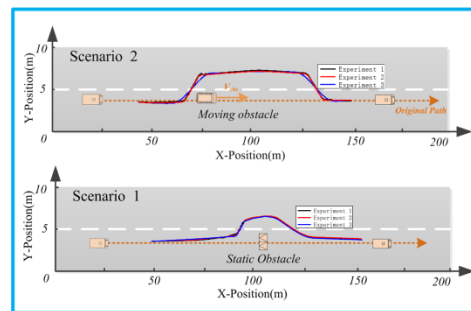 Scenario 2
Y-Position(m)
10
5
0
Experiment 1
Experiment 2
Experiment 3
Original Path
Moving obstacle
50
100
150
200
X-Position(m)
Scenario 1
Y-Position(m)
10
5
0
Experiment 1
Experiment 2
Experiment 3
Static Obstacle
50
100
150
200
X-Position(m)